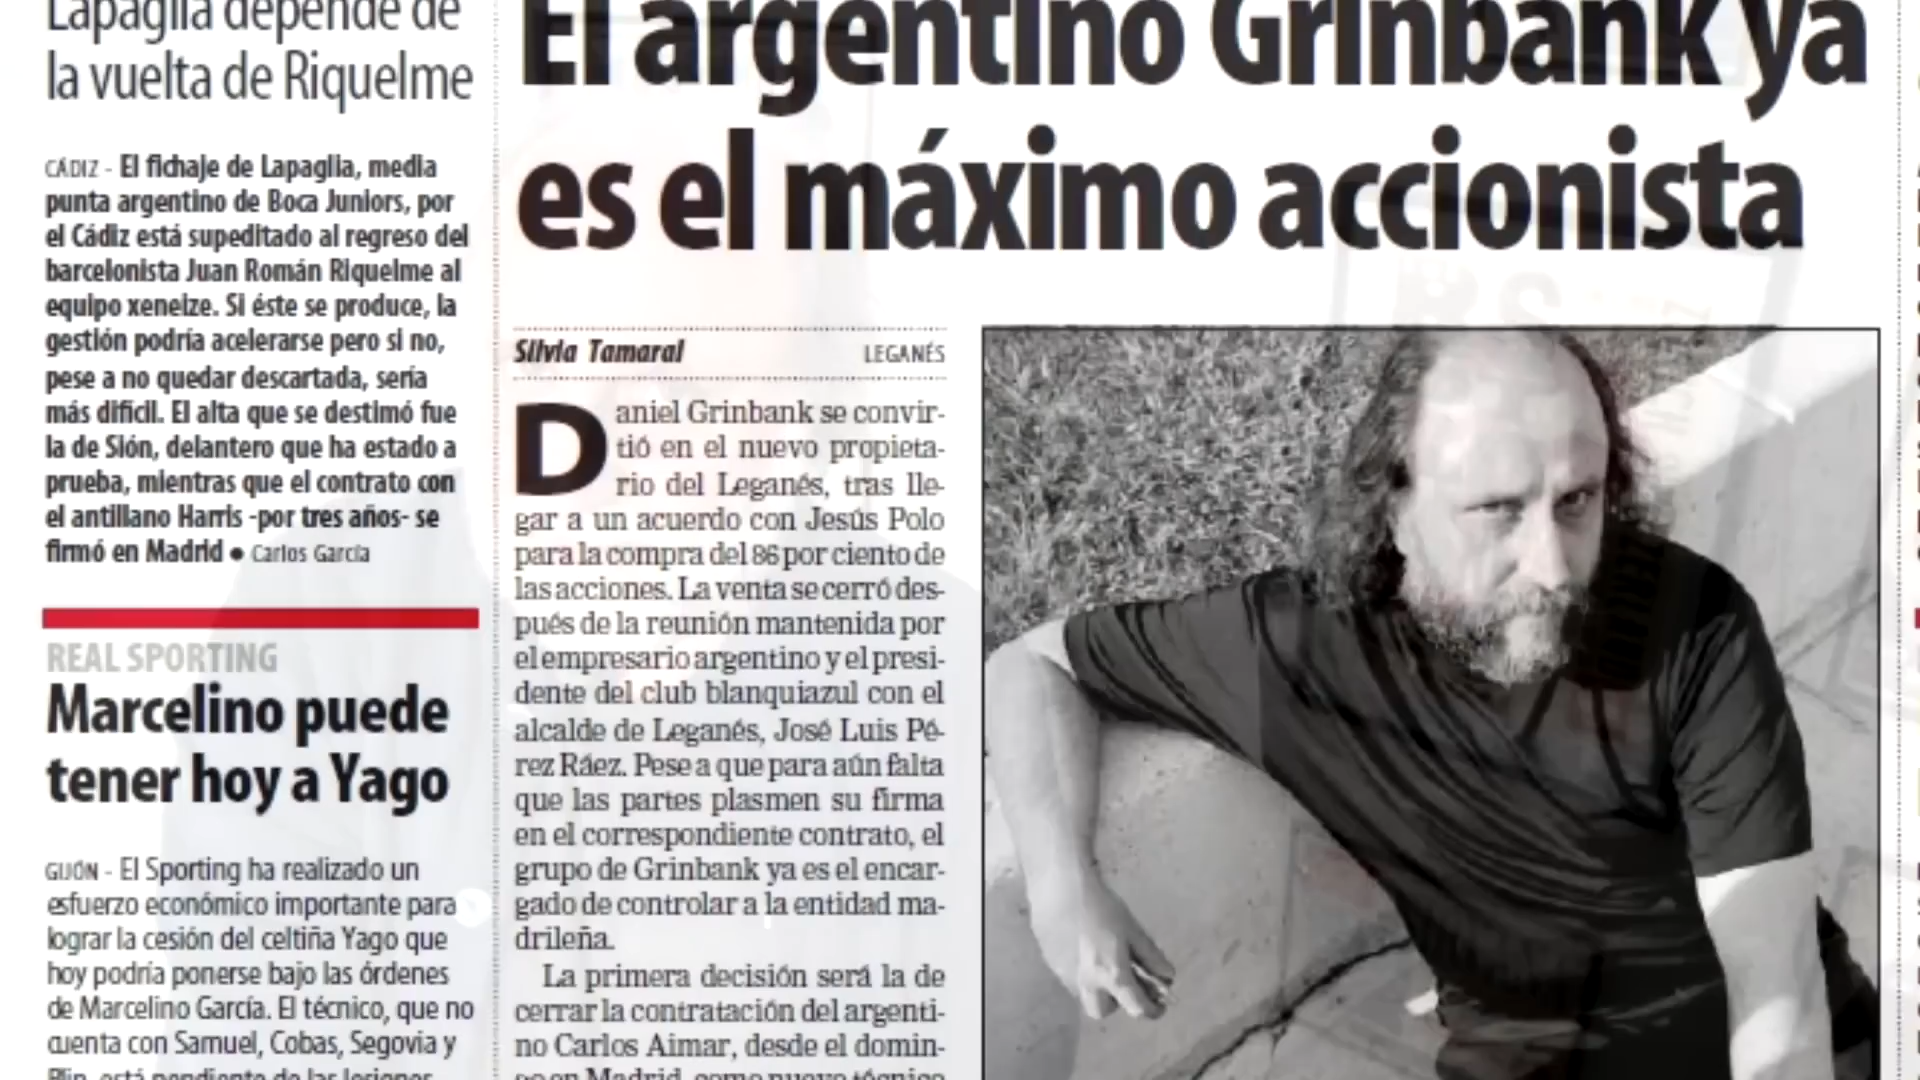 Lapaglia depende de
la vuelta de Riquelme
CÁDIZ - El fichaje de Lapaglia, media
punta argentino de Boca Juniors, por
el Cádiz está supeditado al regreso del
barcelonista Juan Román Riquelme al
equipo xeneize. Si éste se produce, la
gestión podría acelerarse pero si no,
pese a no quedar descartada, sería
más difícil. El alta que se destimó fue
la de Sión, delantero que ha estado a
prueba, mientras que el contrato con
el antillano Harris -por tres años- se
firmó en Madrid ● Carlos García
REAL SPORTING
Marcelino puede
tener hoy a Yago
GIJÓN - El Sporting ha realizado un
esfuerzo económico importante para
lograr la cesión del celtiña Yago que
hoy podría ponerse bajo las órdenes
de Marcelino García. El técnico, que no
cuenta con Samuel, Cobas, Segovia y
Blin, está pendiente de las lesiones
El argentino Grinbank ya
es el máximo accionista
Silvia Tamaral LEGANÉS
Daniel Grinbank se convir-
tió en el nuevo propieta-
rio del Leganés, tras lle-
gar a un acuerdo con Jesús Polo
para la compra del 86 por ciento de
las acciones. La venta se cerró des-
pués de la reunión mantenida por
el empresario argentino y el presi-
dente del club blanquiazul con el
alcalde de Leganés, José Luis Pé-
rez Ráez. Pese a que para aún falta
que las partes plasmen su firma
en el correspondiente contrato, el
grupo de Grinbank ya es el encar-
gado de controlar a la entidad ma-
drileña.
La primera decisión será la de
cerrar la contratación del argenti-
no Carlos Aimar, desde el domin-
go en Madrid, como nuevo técnico